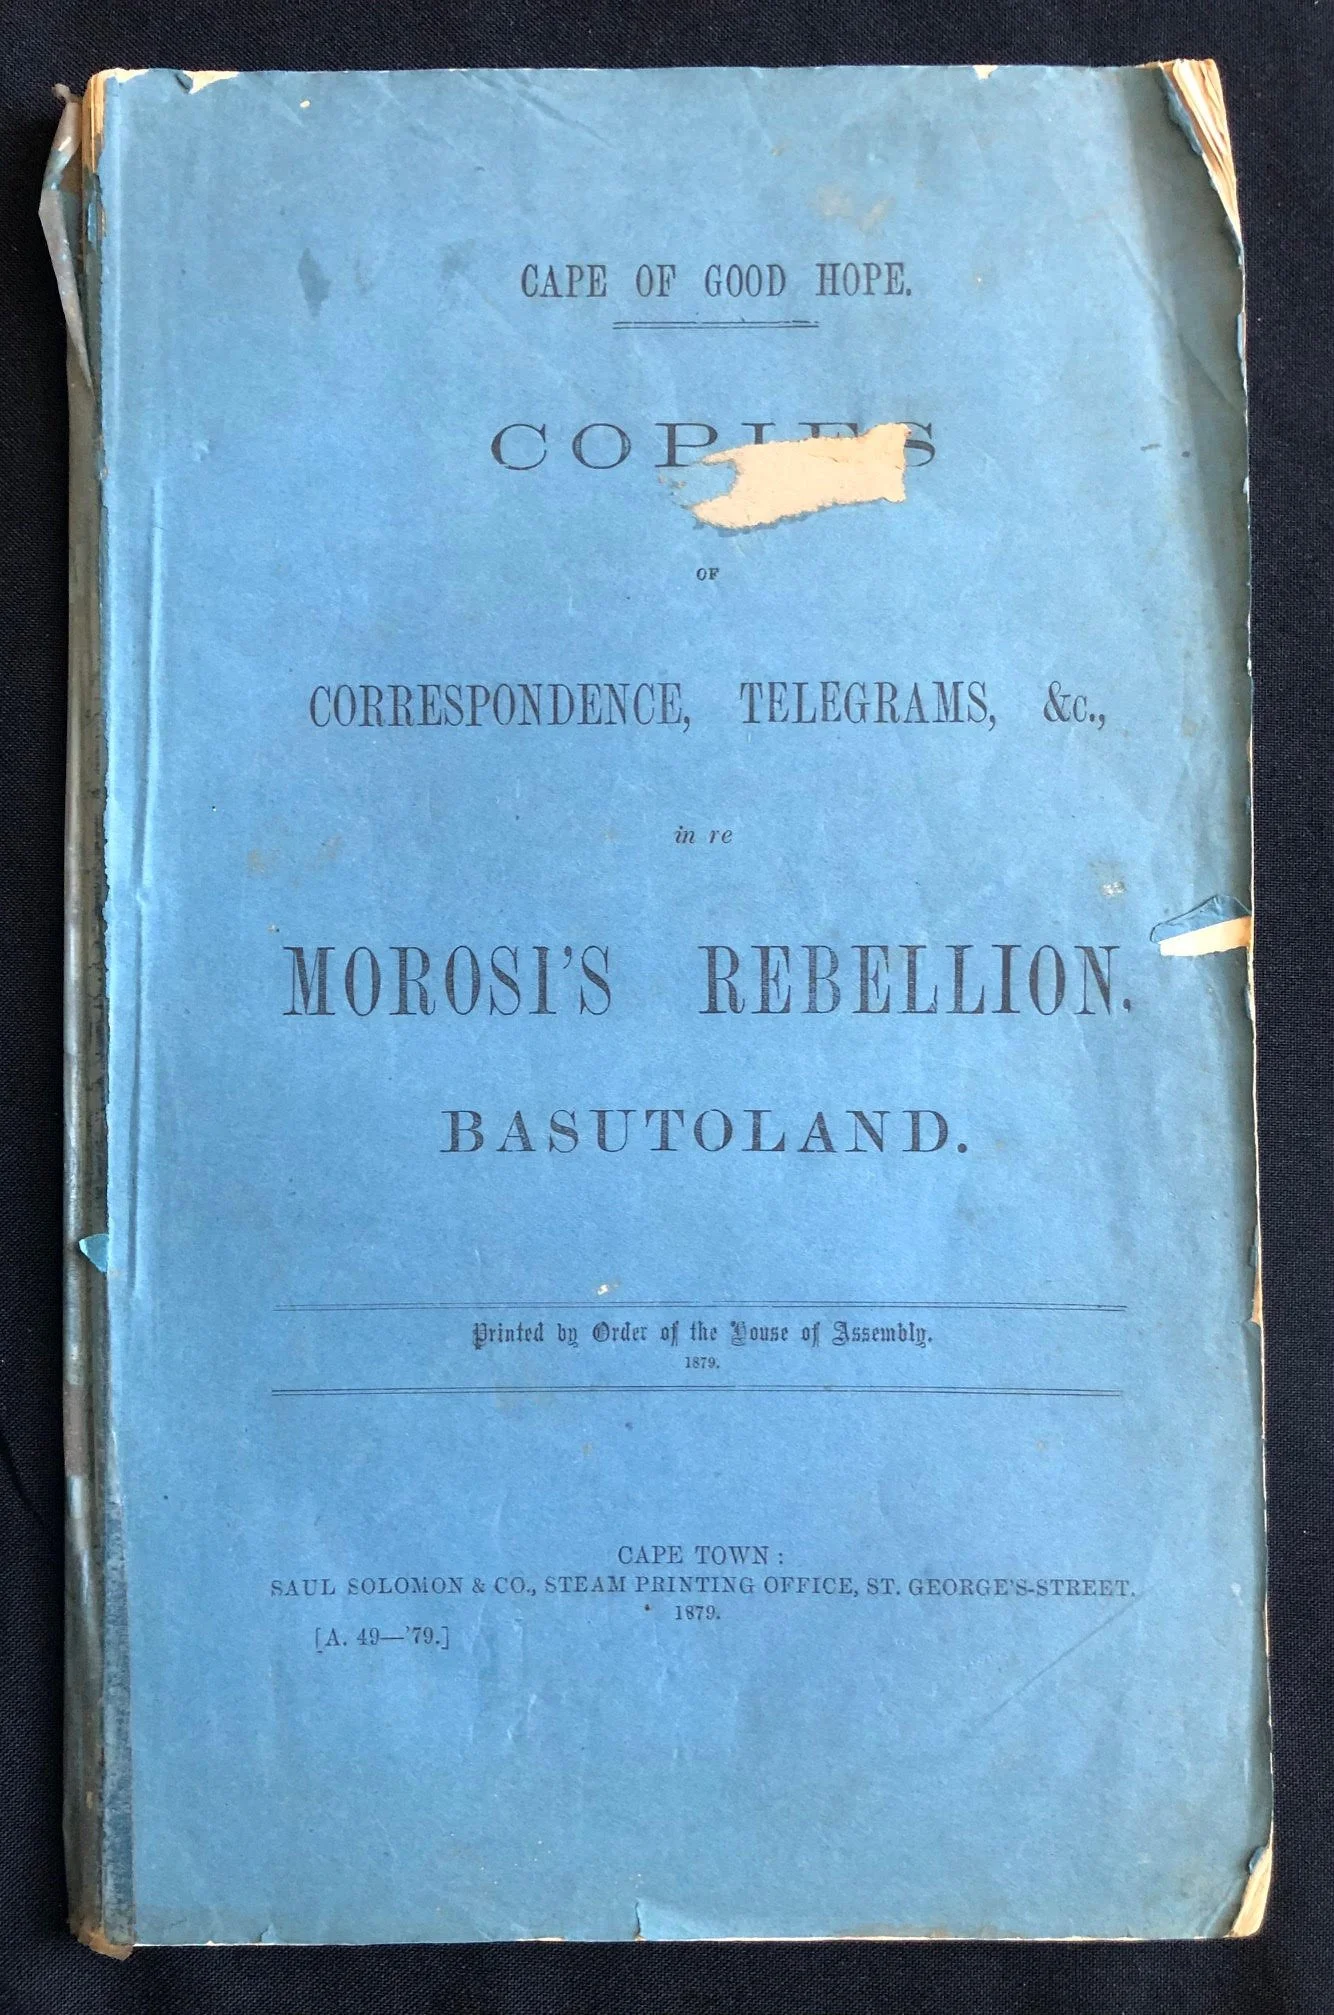 CAPE OF GOOD HOPE.
COPIES
OF
CORRESPONDENCE, TELEGRAMS, &c.,
in re
MOROSI'S REBELLION.
BASUTOLAND.
Printed by Order of the House of Assembly.
1879.
CAPE TOWN :
SAUL SOLOMON & CO., STEAM PRINTING OFFICE, ST. GEORGE'S-STREET.
1879.
[A. 49—'79.]